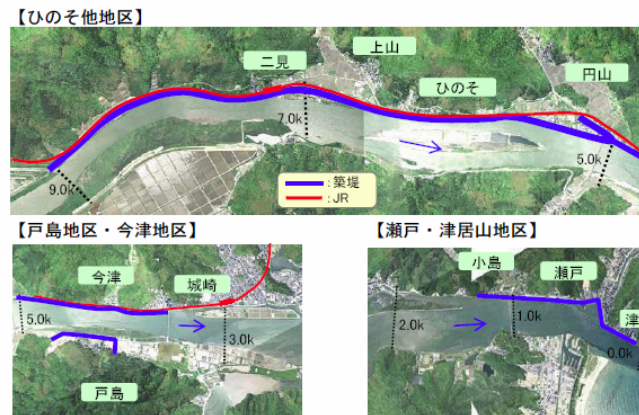 【ひのそ他地区】
上山
二見
ひのそ
円山
7.0k
5.0k
9.0k
:築堤
:JR
【戸島地区・今津地区】
今津
城崎
5.0k
3.0k
戸島
【瀬戸・津居山地区】
小島
瀬戸
津
1.0k
2.0k
0.0k